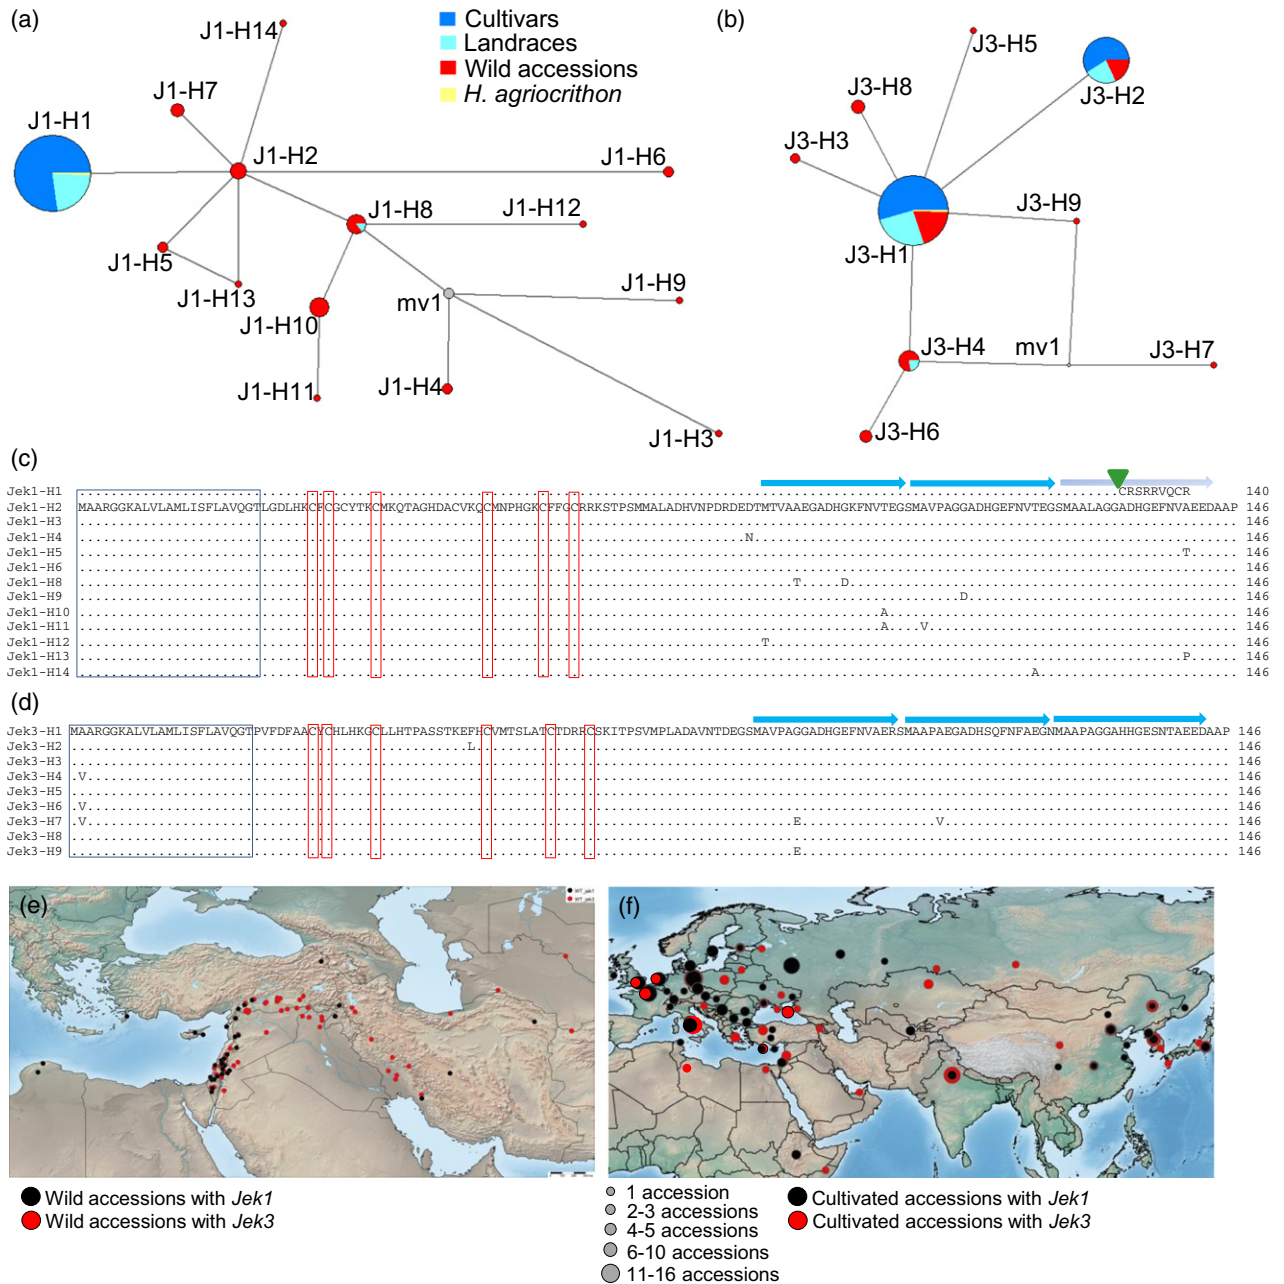 (a)
J1-H14
J1-H7
J1-H1
J1-H2
J1-H6
J1-H8
J1-H12
J1-H5
J1-H13
mv1
J1-H9
J1-H10
J1-H11
J1-H4
J1-H3
Cultivars
Landraces
Wild accessions
H. agriocrithon
(b)
J3-H5
J3-H2
J3-H8
J3-H3
J3-H9
J3-H1
J3-H4
mv1
J3-H7
J3-H6
(c)
Jek1-H1 CRSRRVQCR 140
Jek1-H2 MAARGGKALVLAMLISFLAVQGTLGDLHKCFCGCYTKCMKQTAGHDACVKQCMNPHGKCFFGCRRKSTPSMMALADHVNPDRDEDTMTVAAEGADHGKFNVTEGSMAVPAGGADHGEFNVTEGSMAALAGGADHGEFNVAEEDAAP 146
Jek1-H3 146
Jek1-H4 N 146
Jek1-H5 T 146
Jek1-H6 146
Jek1-H8 T D 146
Jek1-H9 D 146
Jek1-H10 A 146
Jek1-H11 A V 146
Jek1-H12 T 146
Jek1-H13 P 146
Jek1-H14 A 146
(d)
Jek3-H1 MAARGGKALVLAMLISFLAVQGTPVFDFAACYCHLHKGCLLHTPASSTKEFHCVMTSLATCTDRRCSKITPSVMPLADAVNTDEGSMAVPAGGADHGEFNVAERSMAAPAEGADHSQFNFAEGNMAAPAGGAHHGESNTAEEDAAP 146
Jek3-H2 L 146
Jek3-H3 146
Jek3-H4 V 146
Jek3-H5 146
Jek3-H6 V 146
Jek3-H7 V E V 146
Jek3-H8 146
Jek3-H9 E 146
(e)
WT_jek1
WT_jek3
Wild accessions with Jek1
Wild accessions with Jek3
(f)
1 accession
2-3 accessions
4-5 accessions
6-10 accessions
11-16 accessions
Cultivated accessions with Jek1
Cultivated accessions with Jek3